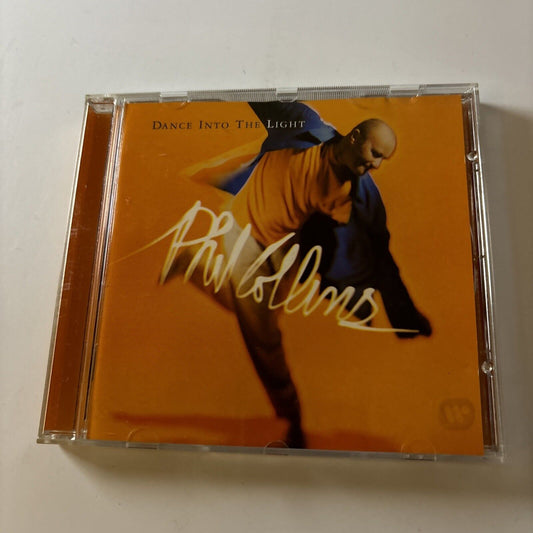 DANCE INTO THE LIGHT
Phil Collins